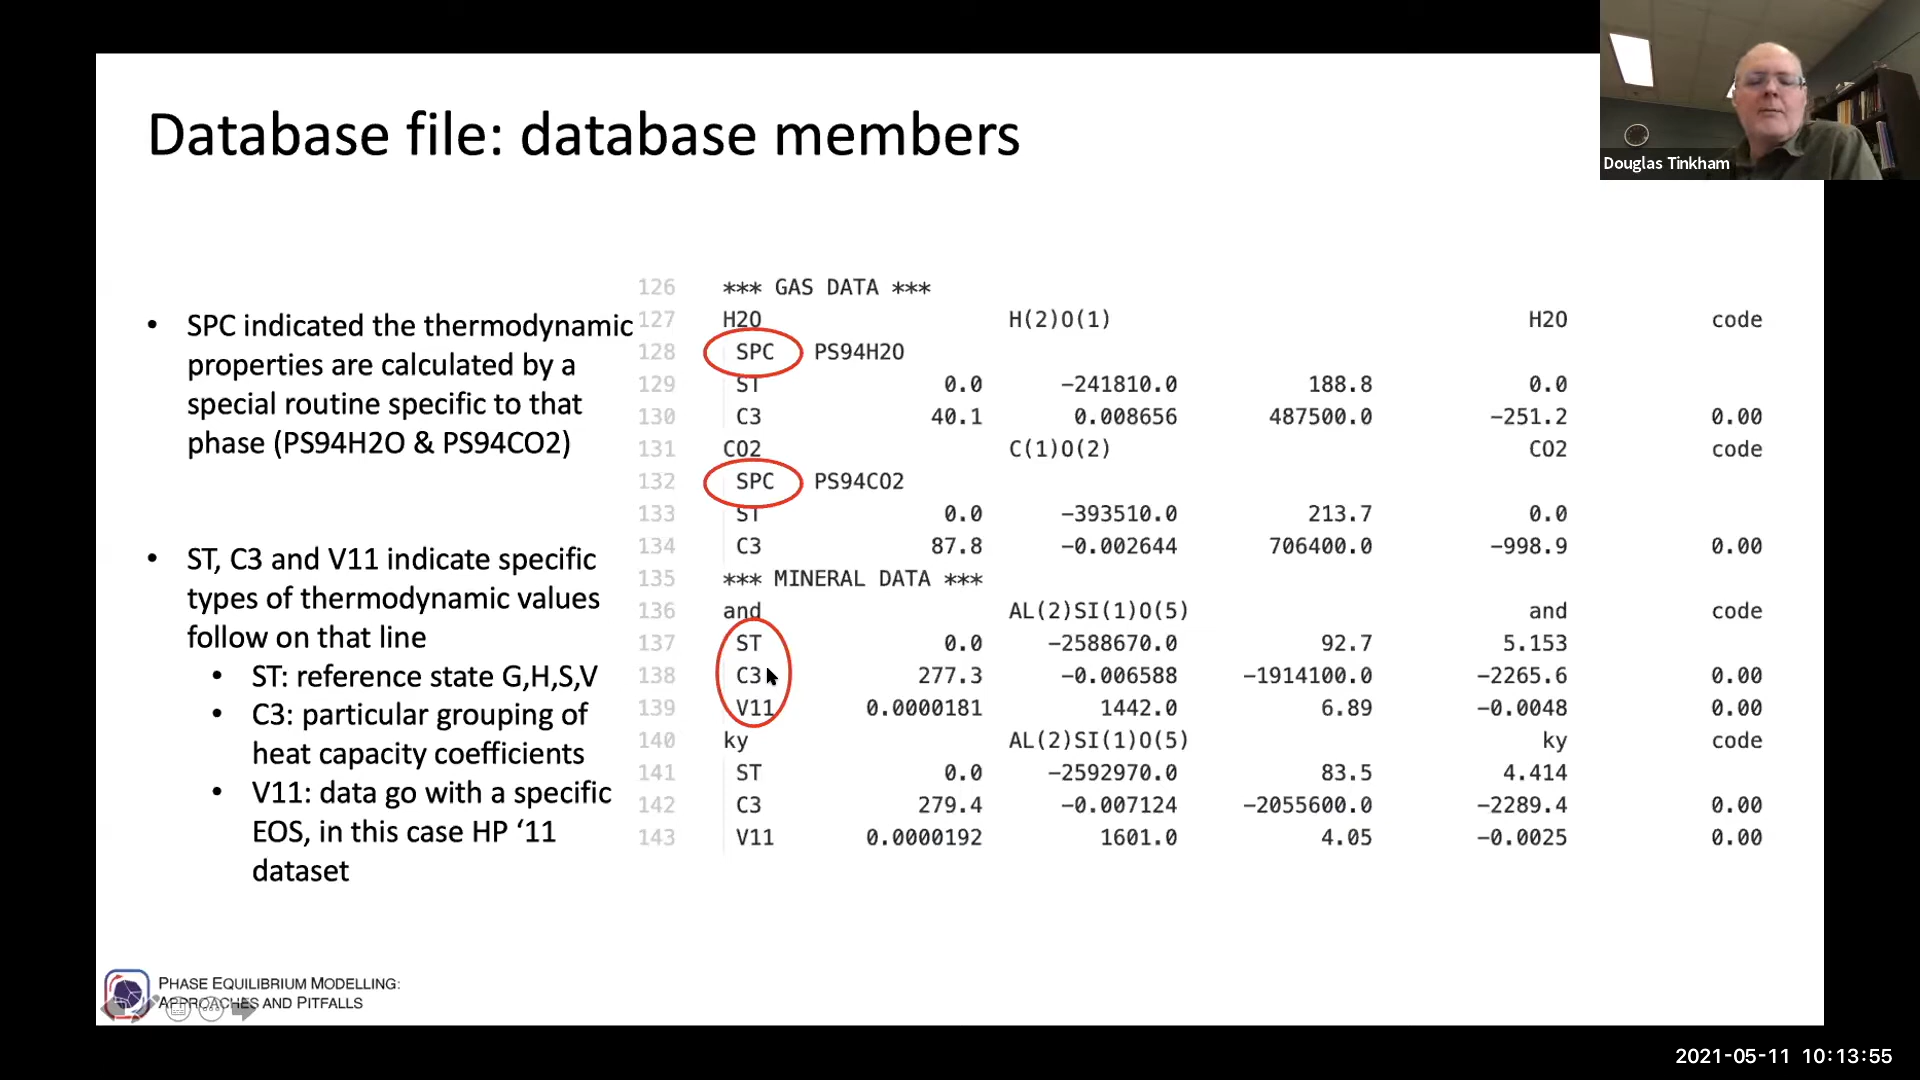 Database file: database members
Douglas Tinkham
• SPC indicated the thermodynamic
properties are calculated by a
special routine specific to that
phase (PS94H2O & PS94CO2)
• ST, C3 and V11 indicate specific
types of thermodynamic values
follow on that line
• ST: reference state G,H,S,V
• C3: particular grouping of
heat capacity coefficients
• V11: data go with a specific
EOS, in this case HP ‘11
dataset
126 *** GAS DATA ***
127 H2O H(2)O(1) H2O code
128 SPC PS94H2O
129 ST 0.0 −241810.0 188.8 0.0
130 C3 40.1 0.008656 487500.0 −251.2 0.00
131 CO2 C(1)O(2) CO2 code
132 SPC PS94CO2
133 ST 0.0 −393510.0 213.7 0.0
134 C3 87.8 −0.002644 706400.0 −998.9 0.00
135 *** MINERAL DATA ***
136 and AL(2)SI(1)O(5) and code
137 ST 0.0 −2588670.0 92.7 5.153
138 C3 277.3 −0.006588 −1914100.0 −2265.6 0.00
139 V11 0.0000181 1442.0 6.89 −0.0048 0.00
140 ky AL(2)SI(1)O(5) ky code
141 ST 0.0 −2592970.0 83.5 4.414
142 C3 279.4 −0.007124 −2055600.0 −2289.4 0.00
143 V11 0.0000192 1601.0 4.05 −0.0025 0.00
PHASE EQUILIBRIUM MODELLING:
APPROACHES AND PITFALLS
2021-05-11 10:13:55